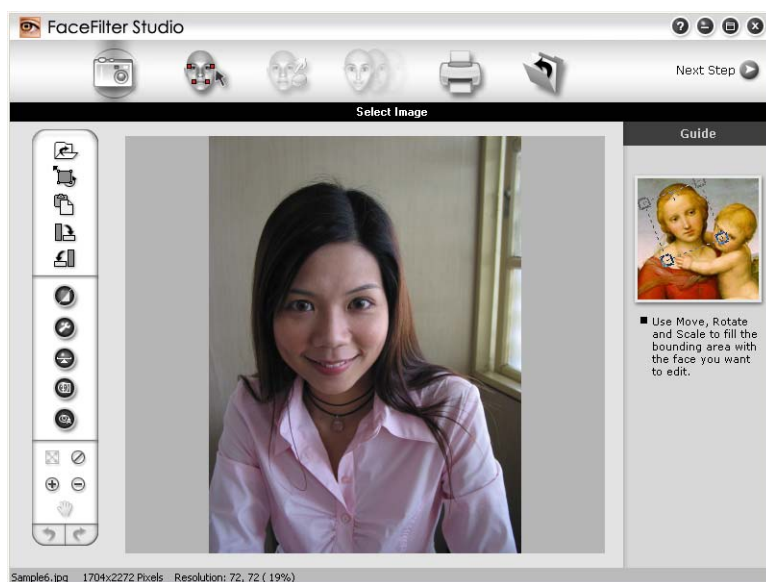 FaceFilter Studio
Next Step
Select Image
Guide
Use Move, Rotate
and Scale to fill the
bounding area with
the face you want
to edit.
Sample6.jpg 1704x2272 Pixels Resolution: 72, 72 ( 19%)